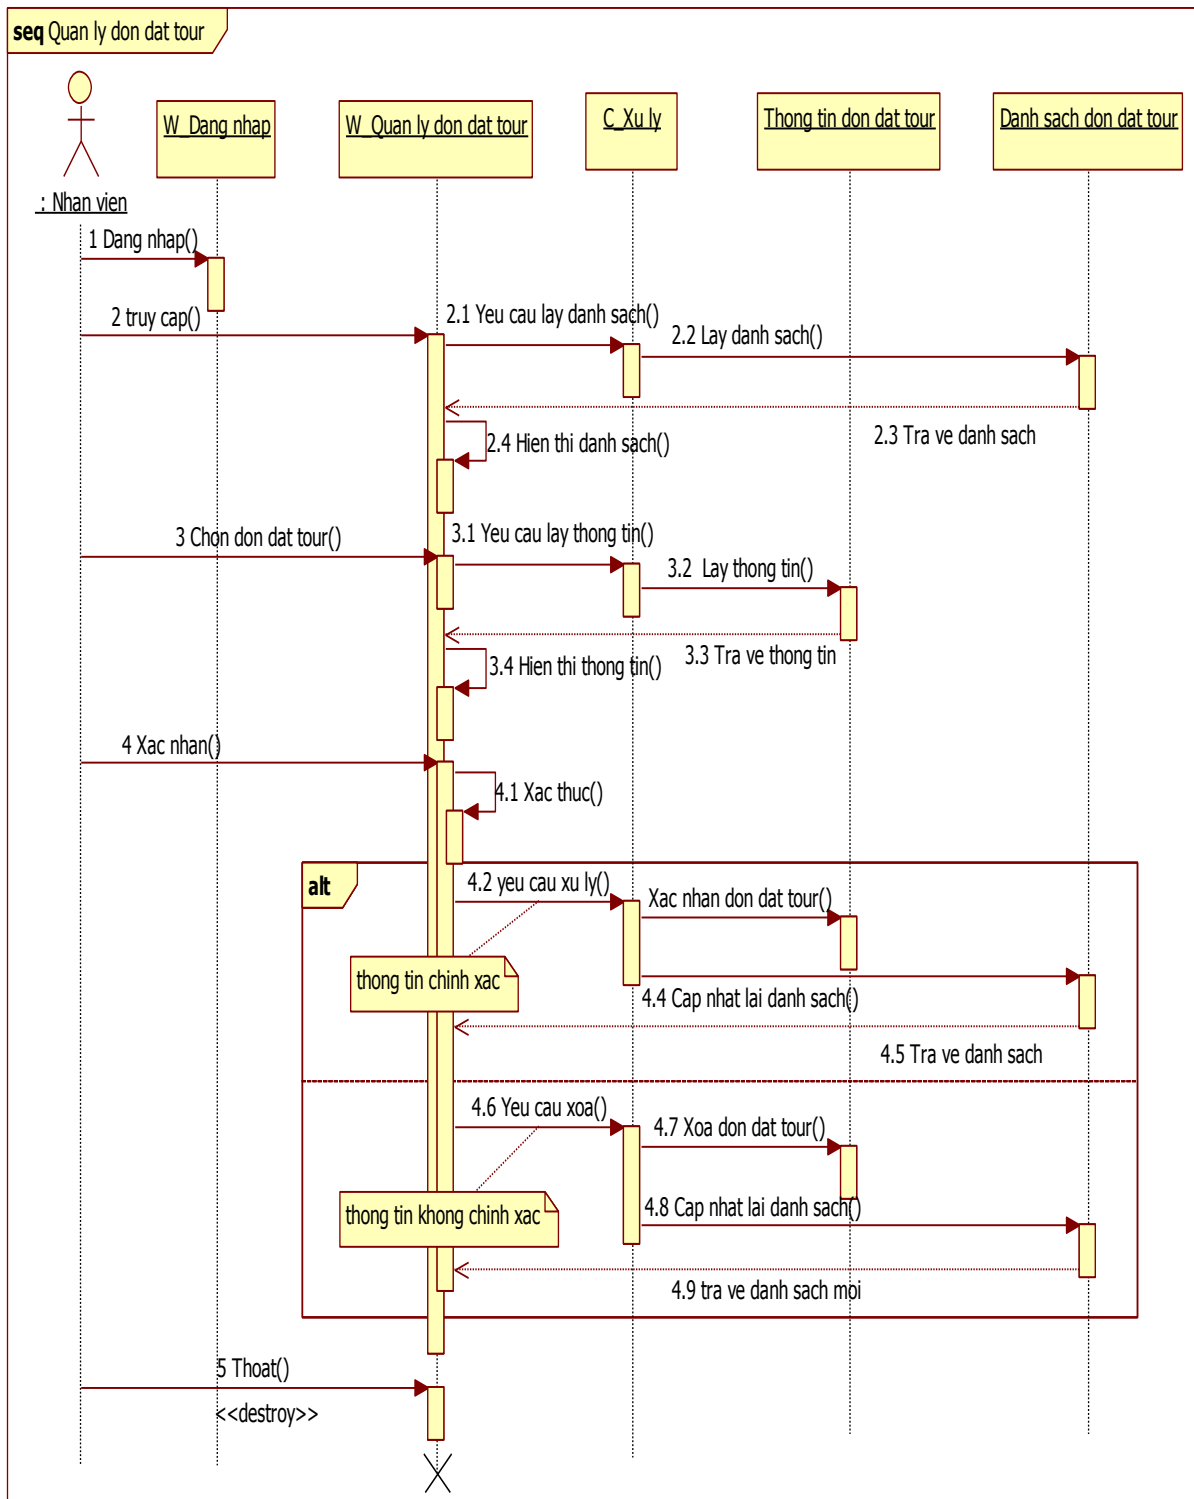 seq Quan ly don dat tour
W_Dang nhap
W_Quan ly don dat tour
C_Xu ly
Thong tin don dat tour
Danh sach don dat tour
: Nhan vien
1 Dang nhap()
2 truy cap()
2.1 Yeu cau lay danh sach()
2.2 Lay danh sach()
2.3 Tra ve danh sach
2.4 Hien thi danh sach()
3 Chon don dat tour()
3.1 Yeu cau lay thong tin()
3.2 Lay thong tin()
3.3 Tra ve thong tin
3.4 Hien thi thong tin()
4 Xac nhan()
4.1 Xac thuc()
alt
4.2 yeu cau xu ly()
Xac nhan don dat tour()
thong tin chinh xac
4.4 Cap nhat lai danh sach()
4.5 Tra ve danh sach
4.6 Yeu cau xoa()
4.7 Xoa don dat tour()
thong tin khong chinh xac
4.8 Cap nhat lai danh sach()
4.9 tra ve danh sach moi
5 Thoat()
<<destroy>>